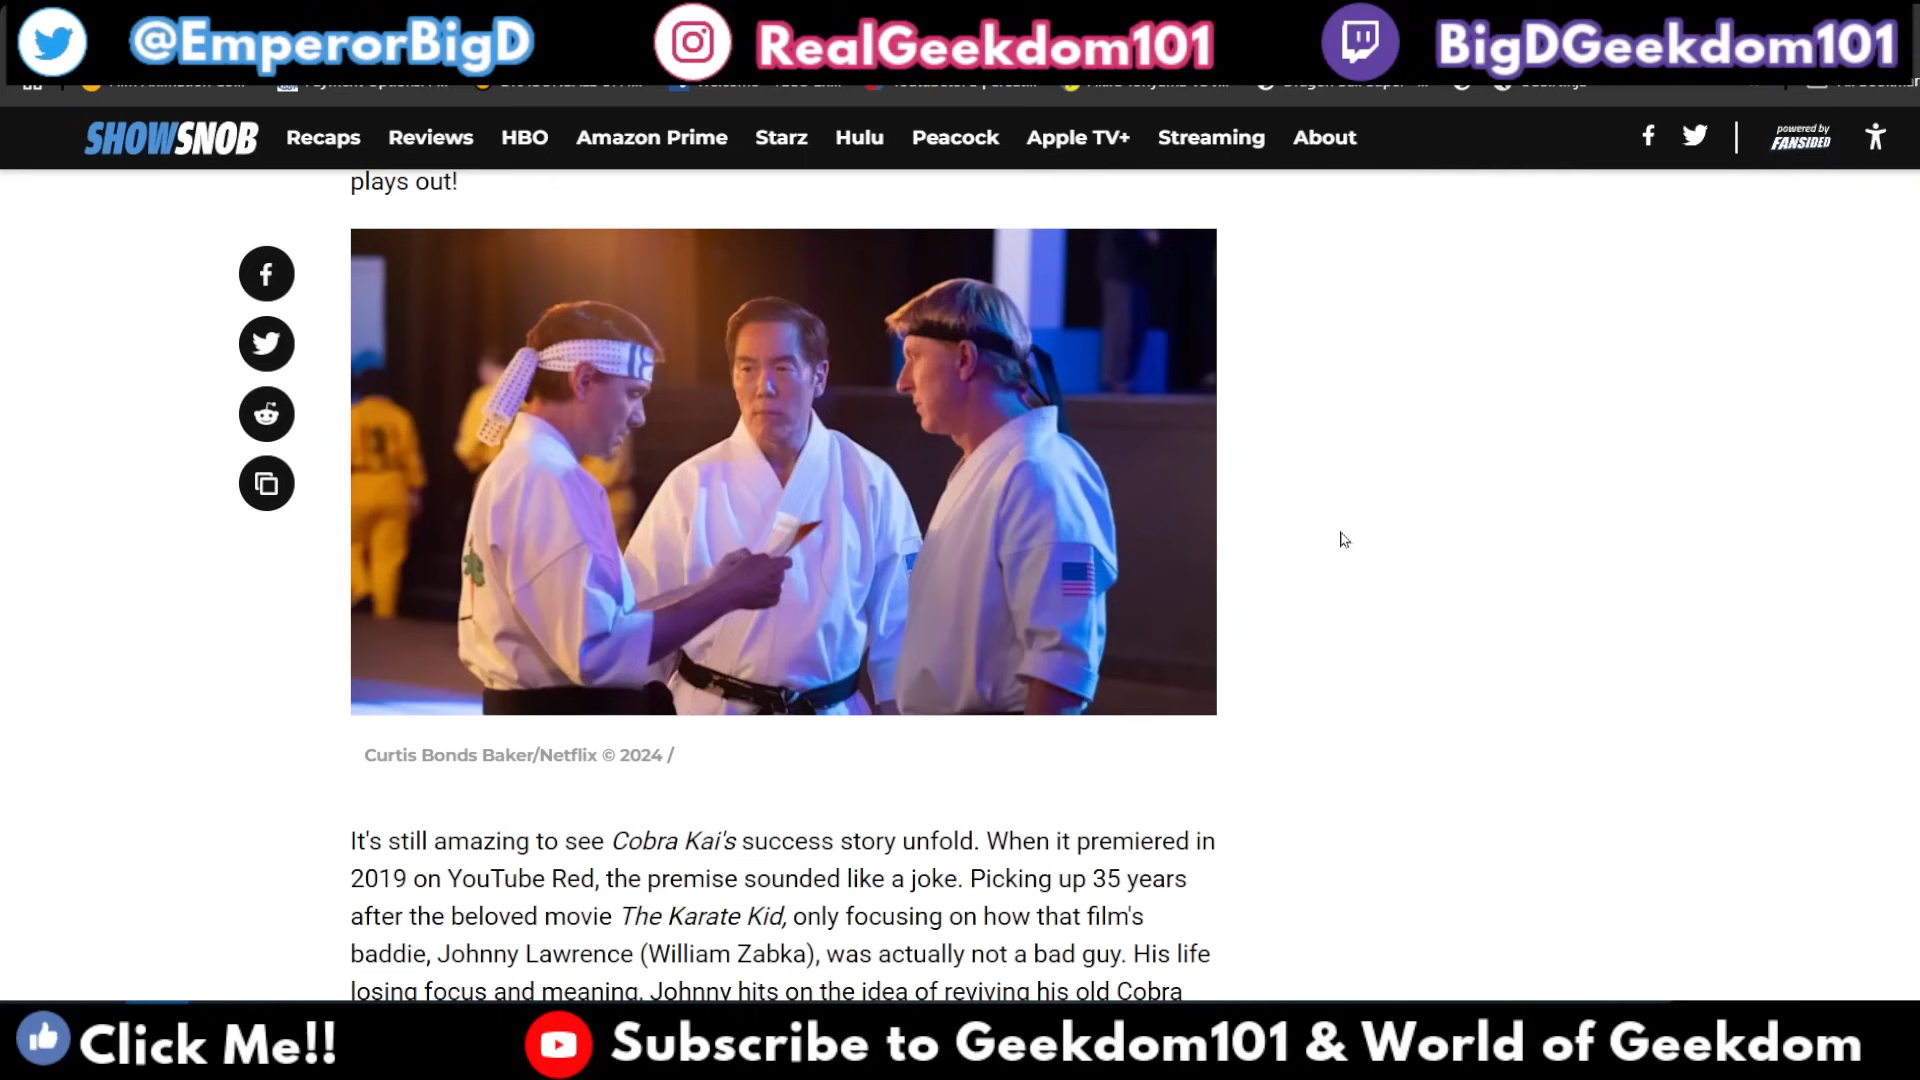 @EmperorBigD RealGeekdom101 BigDGeekdom101
SHOWSNOB Recaps Reviews HBO Amazon Prime Starz Hulu Peacock Apple TV+ Streaming About powered by FANSIDED
plays out!
Curtis Bonds Baker/Netflix © 2024 /
It's still amazing to see Cobra Kai's success story unfold. When it premiered in
2019 on YouTube Red, the premise sounded like a joke. Picking up 35 years
after the beloved movie The Karate Kid, only focusing on how that film's
baddie, Johnny Lawrence (William Zabka), was actually not a bad guy. His life
losing focus and meaning, Johnny hits on the idea of reviving his old Cobra
Click Me!! Subscribe to Geekdom101 & World of Geekdom